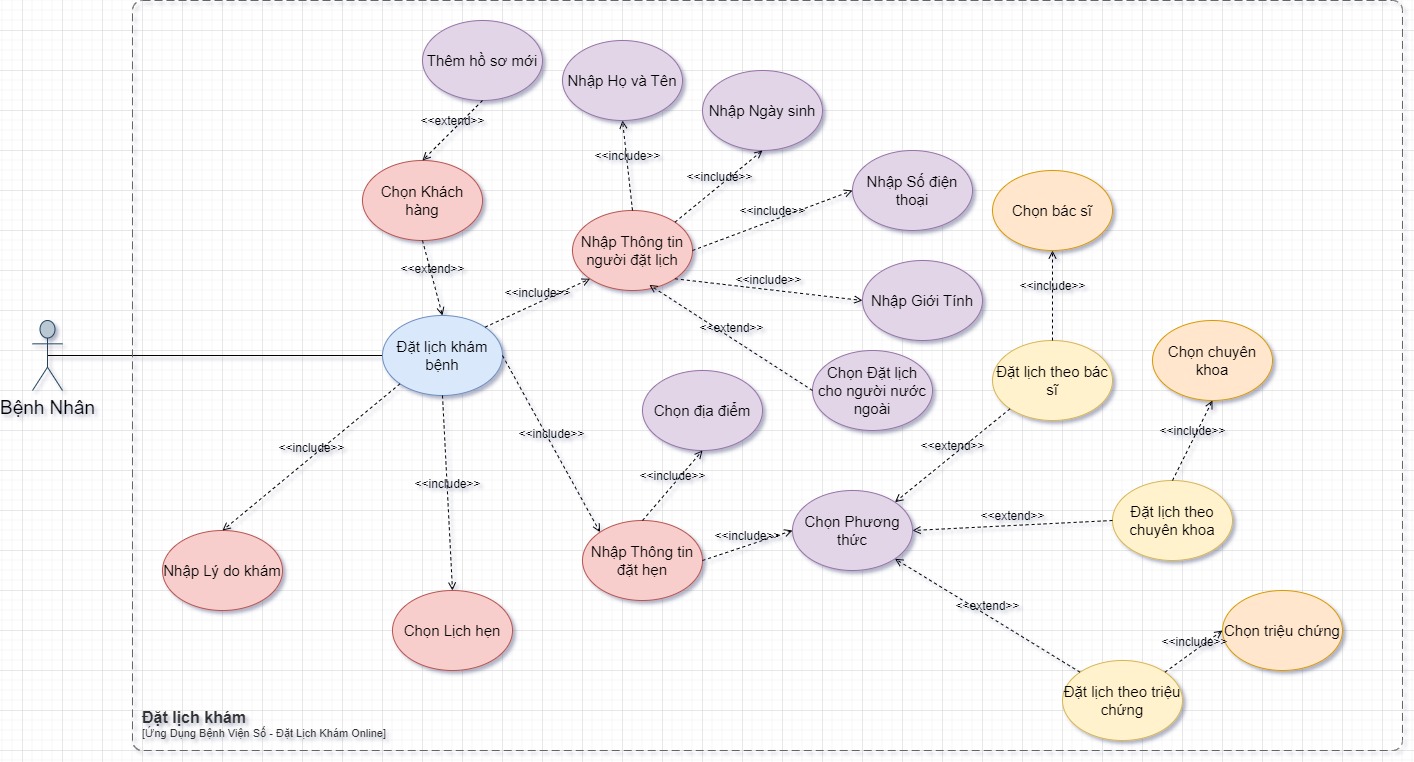 Thêm hồ sơ mới
<<extend>>
Chọn Khách
hàng
<<extend>>
Nhập Họ và Tên
<<include>>
Nhập Ngày sinh
<<include>>
Nhập Số điện
thoại
<<include>>
Nhập Thông tin
người đặt lịch
<<include>>
<<include>>
Nhập Giới Tính
<<extend>>
Chọn Đặt lịch
cho người nước
ngoài
Chọn bác sĩ
<<include>>
Đặt lịch theo bác
sĩ
<<extend>>
Chọn chuyên
khoa
<<include>>
Đặt lịch theo
chuyên khoa
<<extend>>
Bệnh Nhân
Đặt lịch khám
bệnh
<<include>>
<<include>>
<<include>>
Chọn địa điểm
<<include>>
Nhập Thông tin
đặt hẹn
<<include>>
Chọn Phương
thức
<<extend>>
Nhập Lý do khám
Chọn Lịch hẹn
<<include>>
Chọn triệu chứng
Đặt lịch theo triệu
chứng
Đặt lịch khám
[Ứng Dụng Bệnh Viện Số - Đặt Lịch Khám Online]